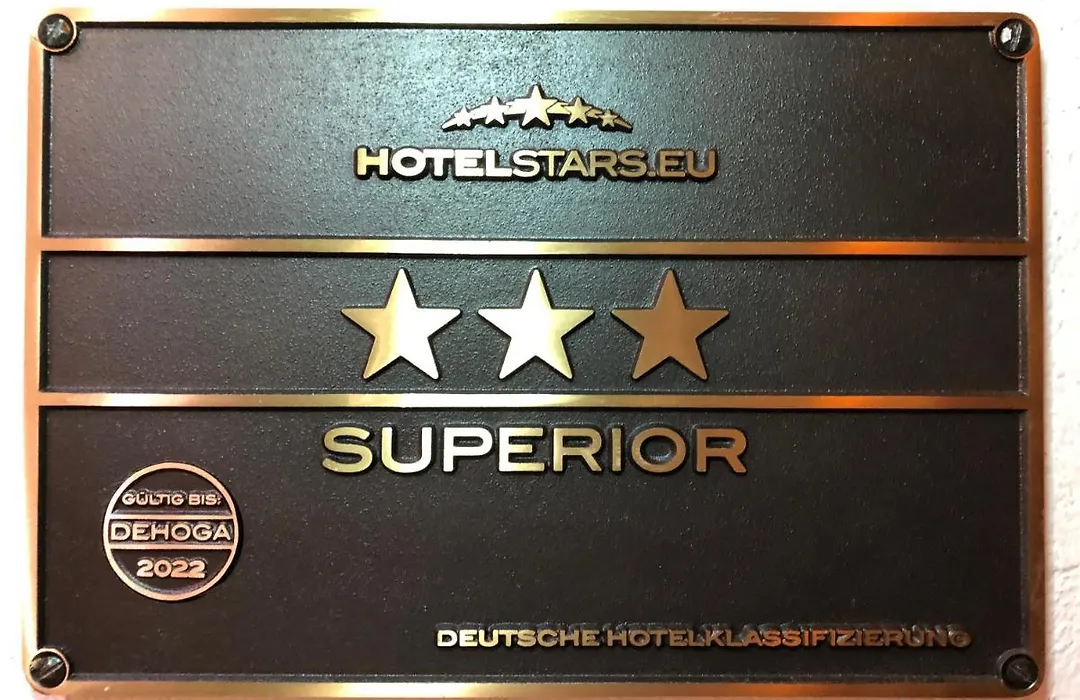 HOTELSTARS.EU
SUPERIOR
GÜLTIG BIS:
DEHOGA
2022
DEUTSCHE HOTELKLASSIFIZIERUNG